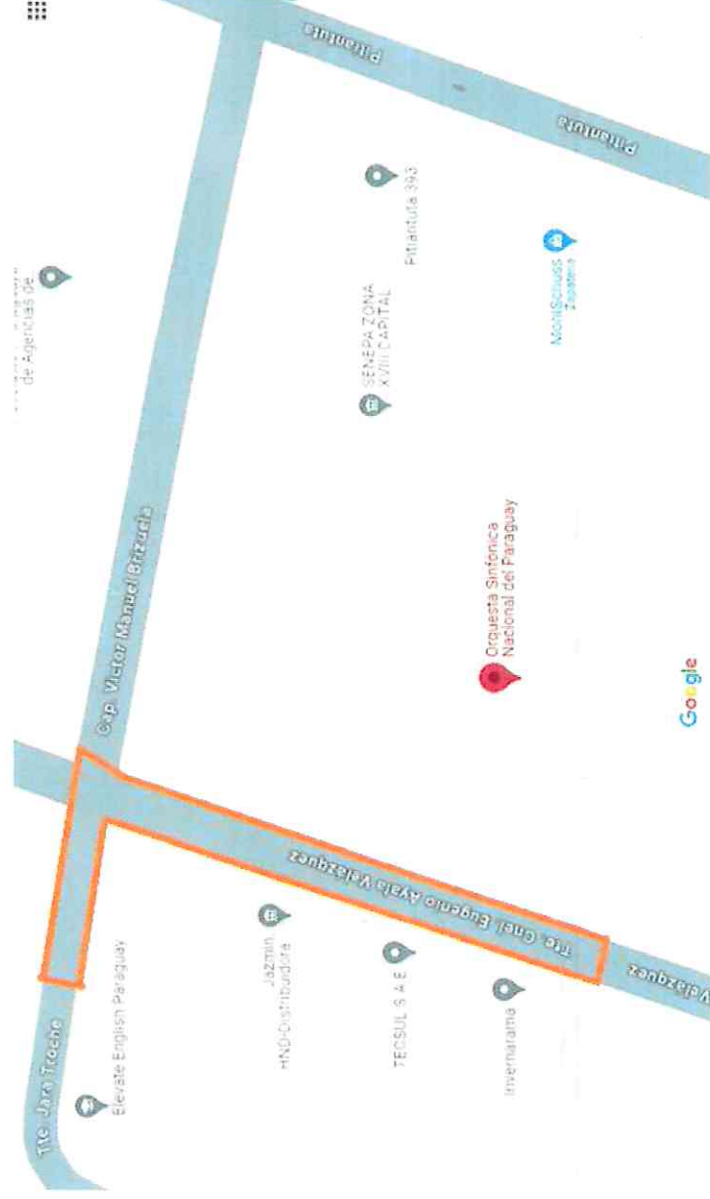 Pitiantuta
Pitiantuta
de Agencias de
Pitiantuta 393
SENEPA ZONA
XVIII CAPITAL
MontSchuss
Zapatería
Cap. Victor Manuel Brizuela
Orquesta Sinfonica
Nacional del Paraguay
Google
Tte. Cnel. Eugenio Ayala Velázquez
Velázquez
Jazmin
HND-Distribuidora
TECSUL S.A.E
Invernarama
Elevate English Paraguay
Tte. Jara Troche